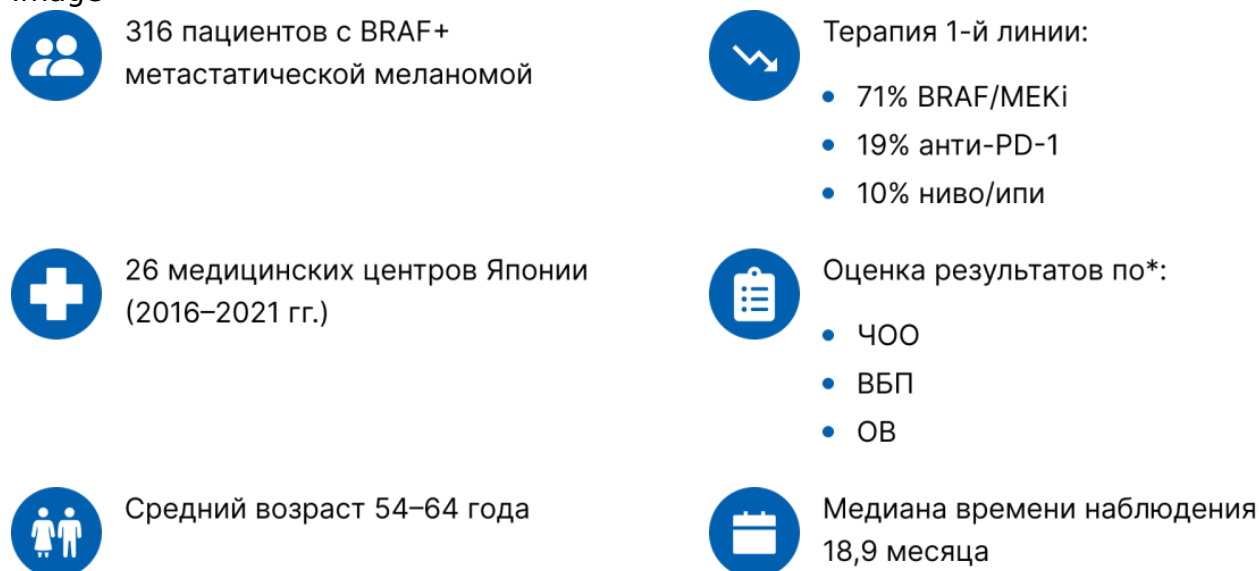 316 пациентов с BRAF+
метастатической меланомой
26 медицинских центров Японии
(2016–2021 гг.)
Средний возраст 54–64 года
Терапия 1-й линии:
• 71% BRAF/MEKi
• 19% анти-PD-1
• 10% ниво/ипи
Оценка результатов по*:
• ЧОО
• ВБП
• ОВ
Медиана времени наблюдения
18,9 месяца